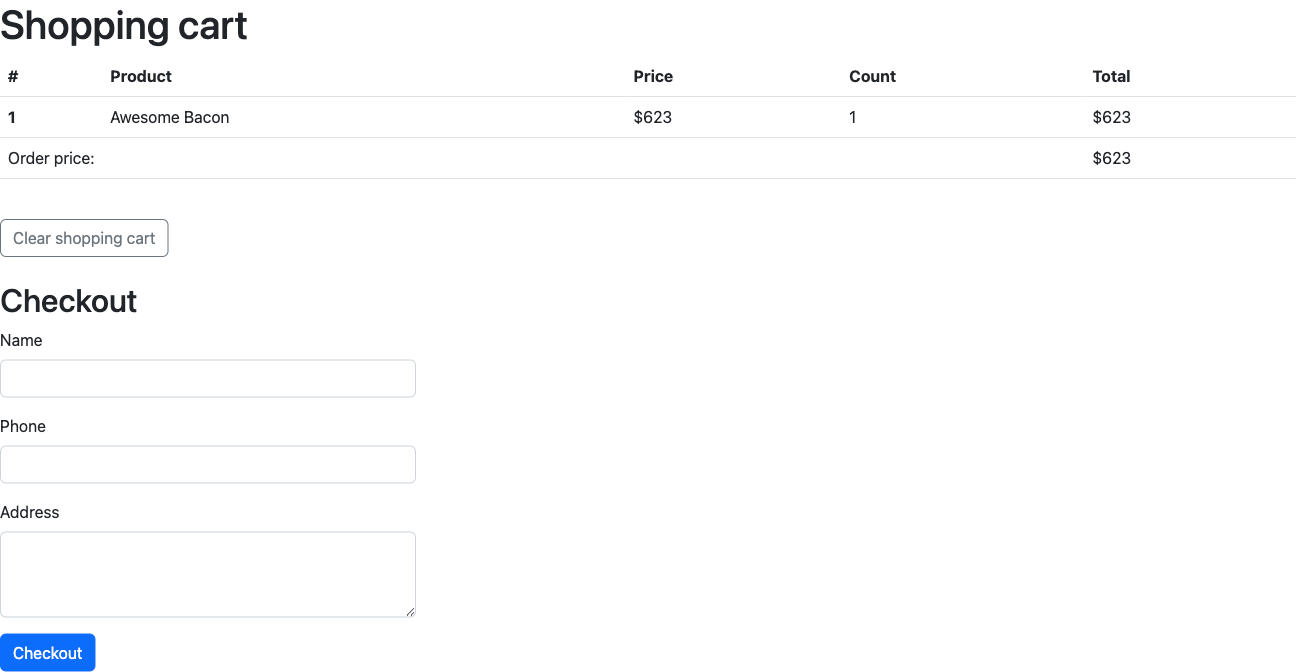 Shopping cart
# Product Price Count Total
1 Awesome Bacon $623 1 $623
Order price: $623
Clear shopping cart
Checkout
Name
Phone
Address
Checkout